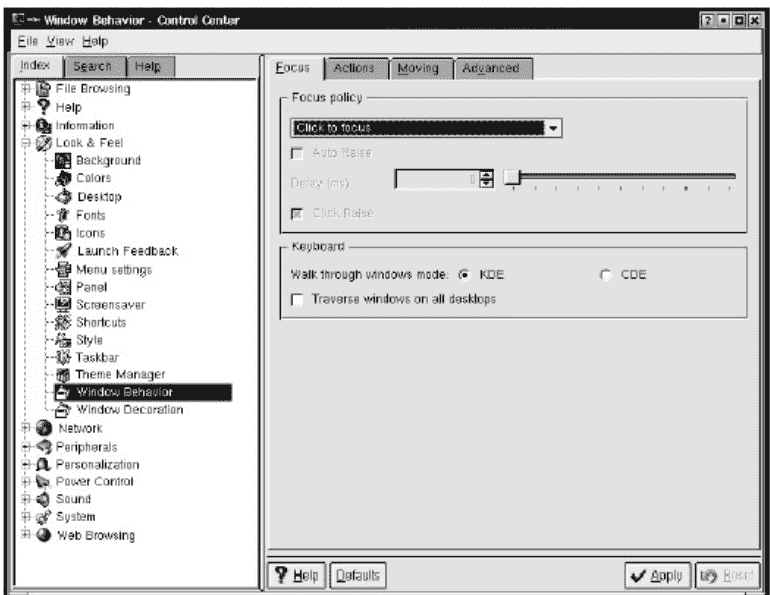 Window Behavior - Control Center
File View Help
Index Search Help
File Browsing
Help
Information
Look & Feel
Background
Colors
Desktop
Fonts
Icons
Launch Feedback
Menu settings
Panel
Screensaver
Shortcuts
Style
Taskbar
Theme Manager
Window Behavior
Window Decoration
Network
Peripherals
Personalization
Power Control
Sound
System
Web Browsing
Focus Actions Moving Advanced
Focus policy
Click to focus
Auto Raise
Delay (ms) 0
Click Raise
Keyboard
Walk through windows mode: KDE CDE
Traverse windows on all desktops
Help Defaults Apply Reset